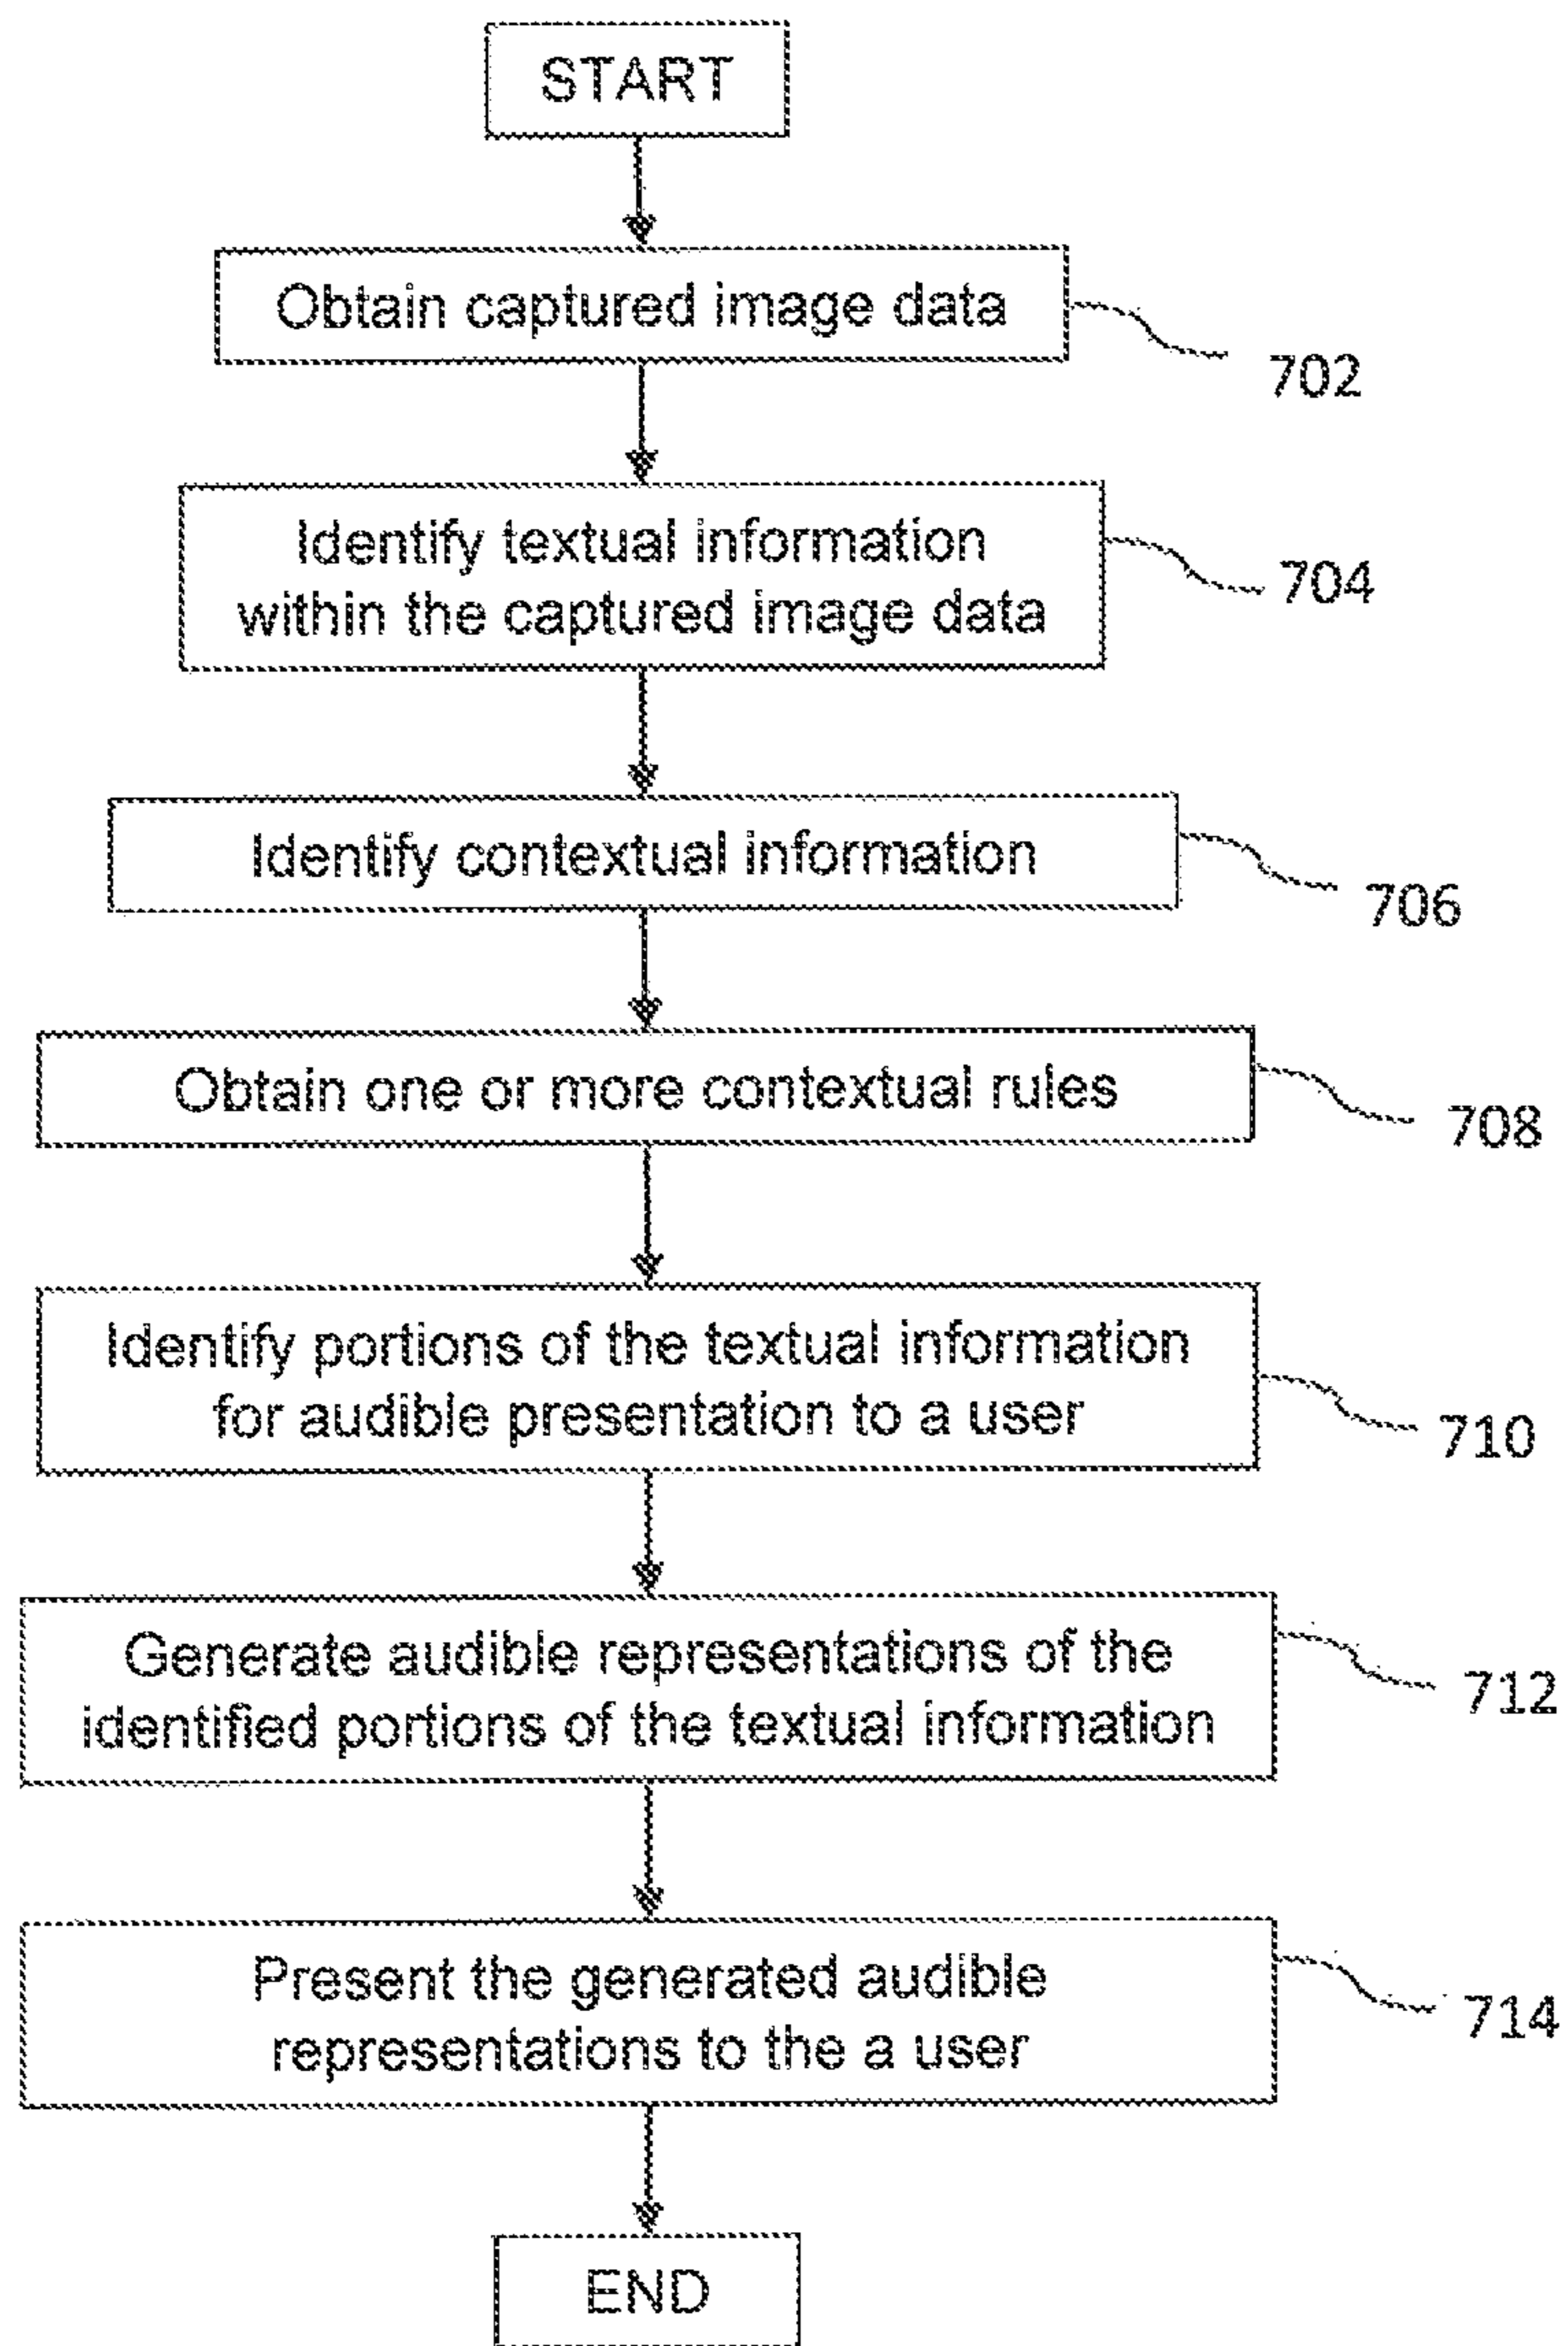 START
Obtain captured image data
702
Identify textual information
within the captured image data
704
Identify contextual information
706
Obtain one or more contextual rules
708
Identify portions of the textual information
for audible presentation to a user
710
Generate audible representations of the
identified portions of the textual information
712
Present the generated audible
representations to the a user
714
END